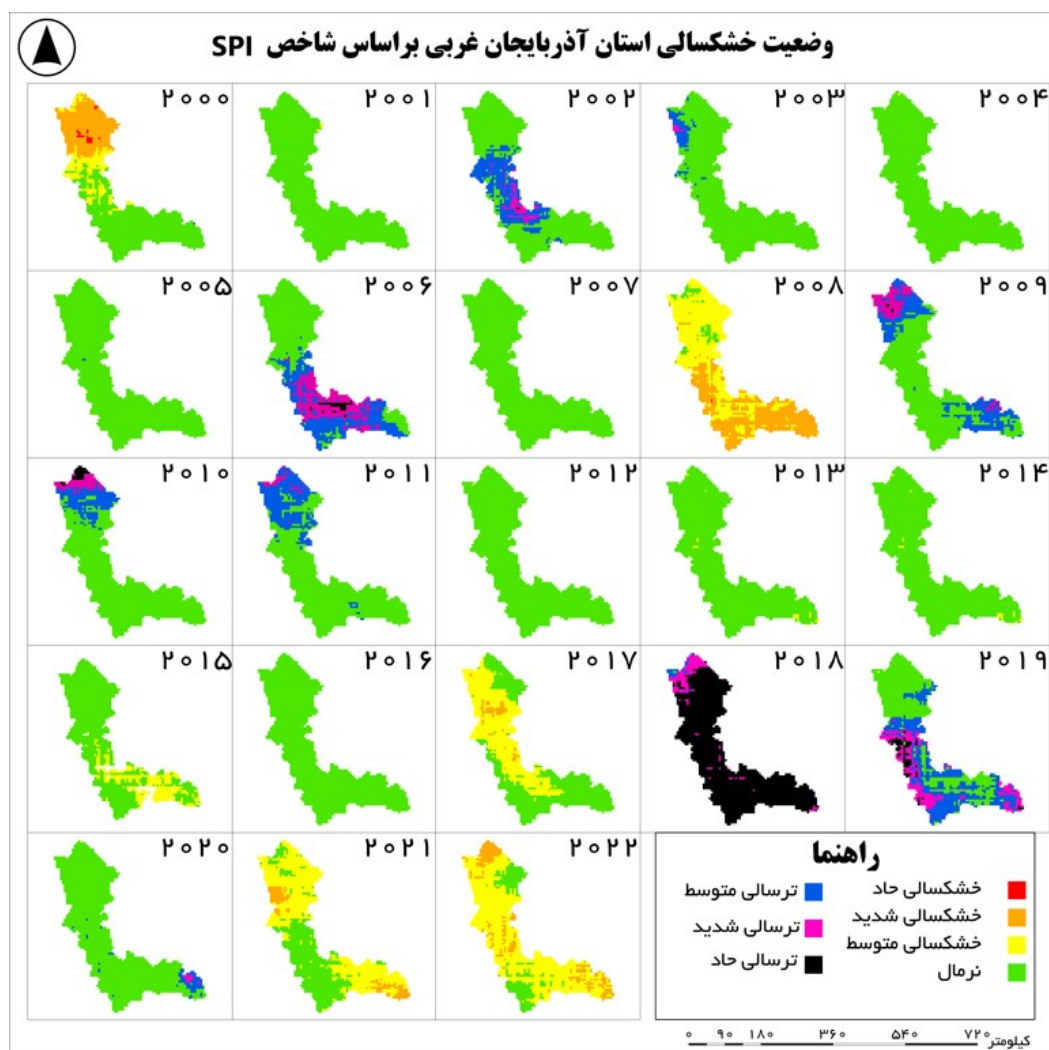 وضعیت خشکسالی استان آذربایجان غربی براساس شاخص SPI
۲۰۰۰
۲۰۰۱
۲۰۰۲
۲۰۰۳
۲۰۰۴
۲۰۰۵
۲۰۰۶
۲۰۰۷
۲۰۰۸
۲۰۰۹
۲۰۱۰
۲۰۱۱
۲۰۱۲
۲۰۱۳
۲۰۱۴
۲۰۱۵
۲۰۱۶
۲۰۱۷
۲۰۱۸
۲۰۱۹
۲۰۲۰
۲۰۲۱
۲۰۲۲
راهنما
خشکسالی حاد
خشکسالی شدید
خشکسالی متوسط
نرمال
ترسالی متوسط
ترسالی شدید
ترسالی حاد
۰ ۹۰ ۱۸۰ ۳۶۰ ۵۴۰ ۷۲۰ کیلومتر